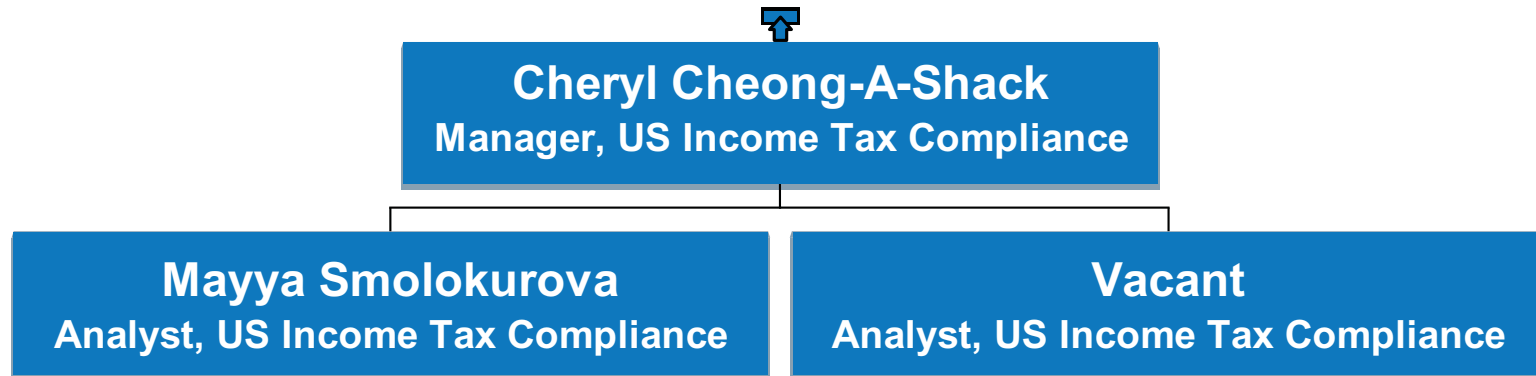 Cheryl Cheong-A-Shack
Manager, US Income Tax Compliance
Mayya Smolokurova
Analyst, US Income Tax Compliance
Vacant
Analyst, US Income Tax Compliance